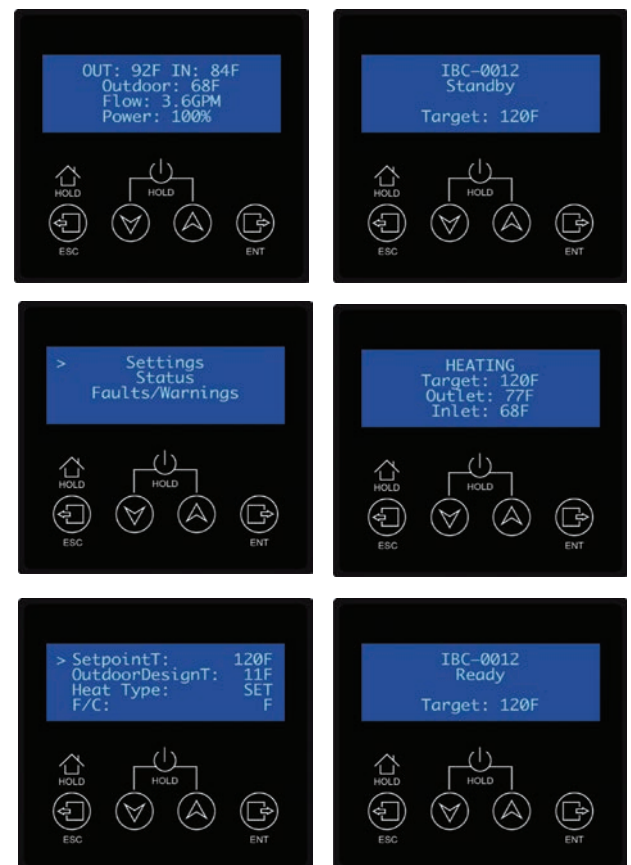 OUT: 92F IN: 84F
Outdoor: 68F
Flow: 3.6GPM
Power: 100%
HOLD
HOLD
ESC
ENT
IBC-0012
Standby
Target: 120F
HOLD
HOLD
ESC
ENT
> Settings
Status
Faults/Warnings
HOLD
HOLD
ESC
ENT
HEATING
Target: 120F
Outlet: 77F
Inlet: 68F
HOLD
HOLD
ESC
ENT
> SetpointT: 120F
OutdoorDesignT: 11F
Heat Type: SET
F/C: F
HOLD
HOLD
ESC
ENT
IBC-0012
Ready
Target: 120F
HOLD
HOLD
ESC
ENT